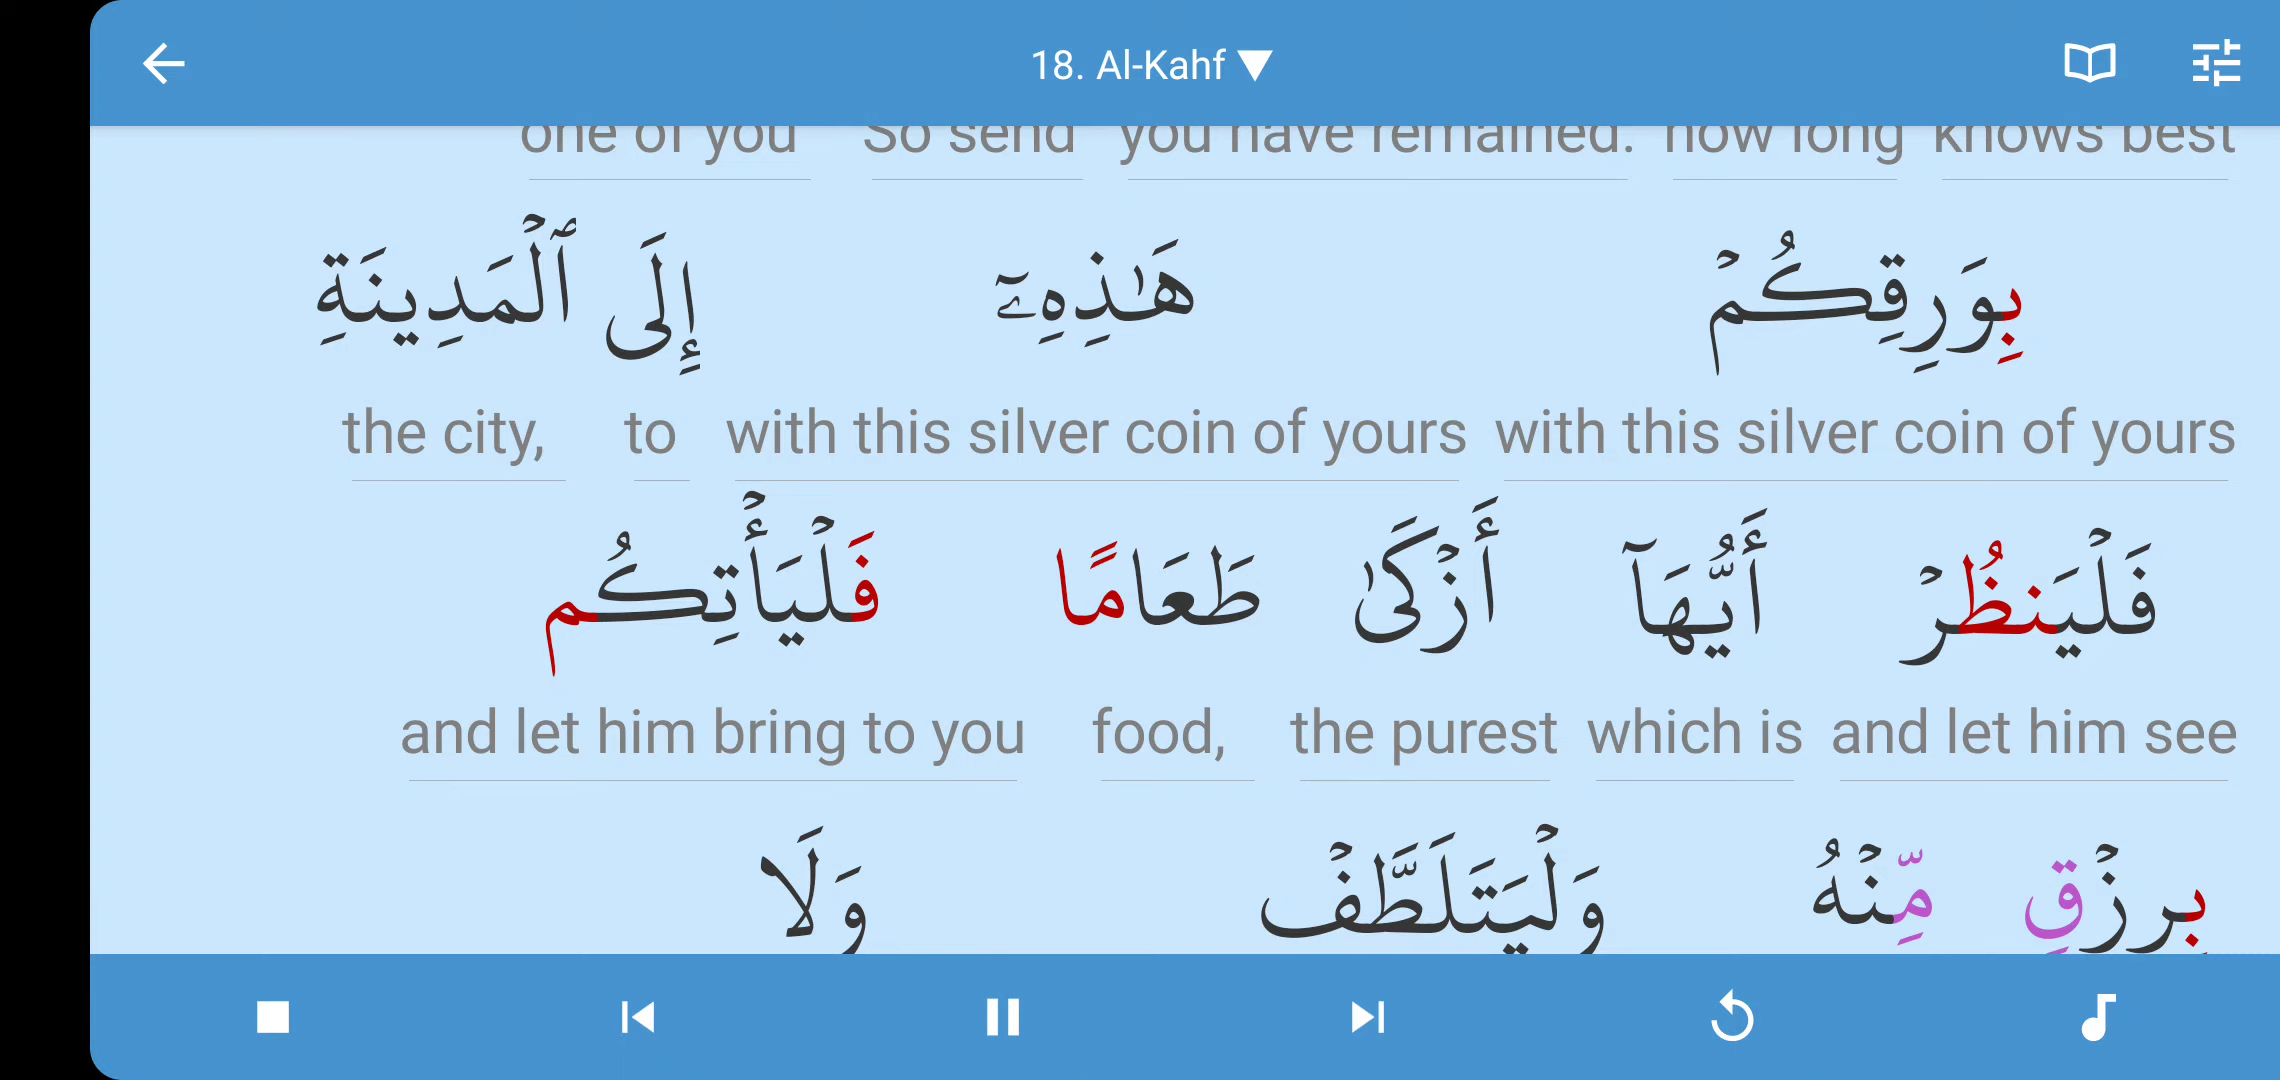 18. Al-Kahf ▼
one of you So send you have remained. how long knows best
بِوَرِقِكُمْ هَـٰذِهِۦٓ إِلَى ٱلْمَدِينَةِ
the city, to with this silver coin of yours with this silver coin of yours
فَلْيَنظُرْ أَيُّهَآ أَزْكَىٰ طَعَامًا فَلْيَأْتِكُم
and let him bring to you food, the purest which is and let him see
بِرِزْقٍ مِّنْهُ وَلْيَتَلَطَّفْ وَلَا